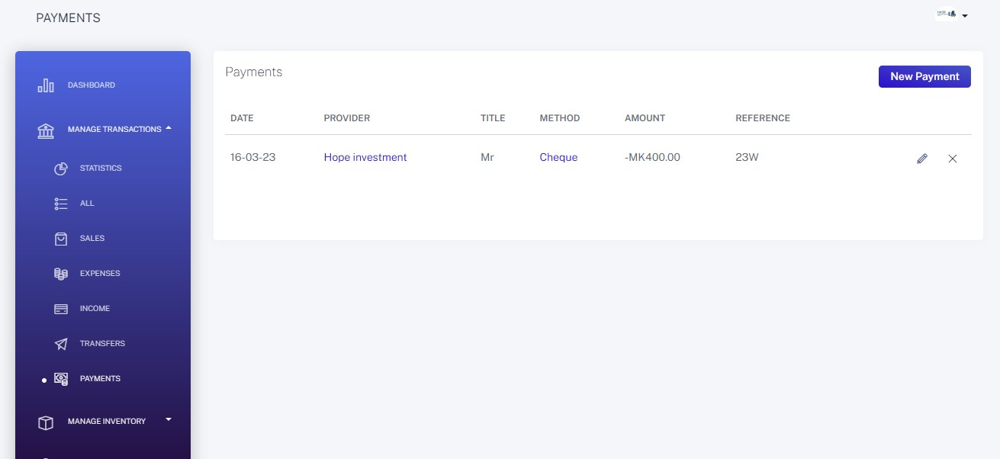 PAYMENTS
DASHBOARD
MANAGE TRANSACTIONS
STATISTICS
ALL
SALES
EXPENSES
INCOME
TRANSFERS
PAYMENTS
MANAGE INVENTORY
Payments
New Payment
DATE PROVIDER TITLE METHOD AMOUNT REFERENCE
16-03-23 Hope investment Mr Cheque -MK400.00 23W